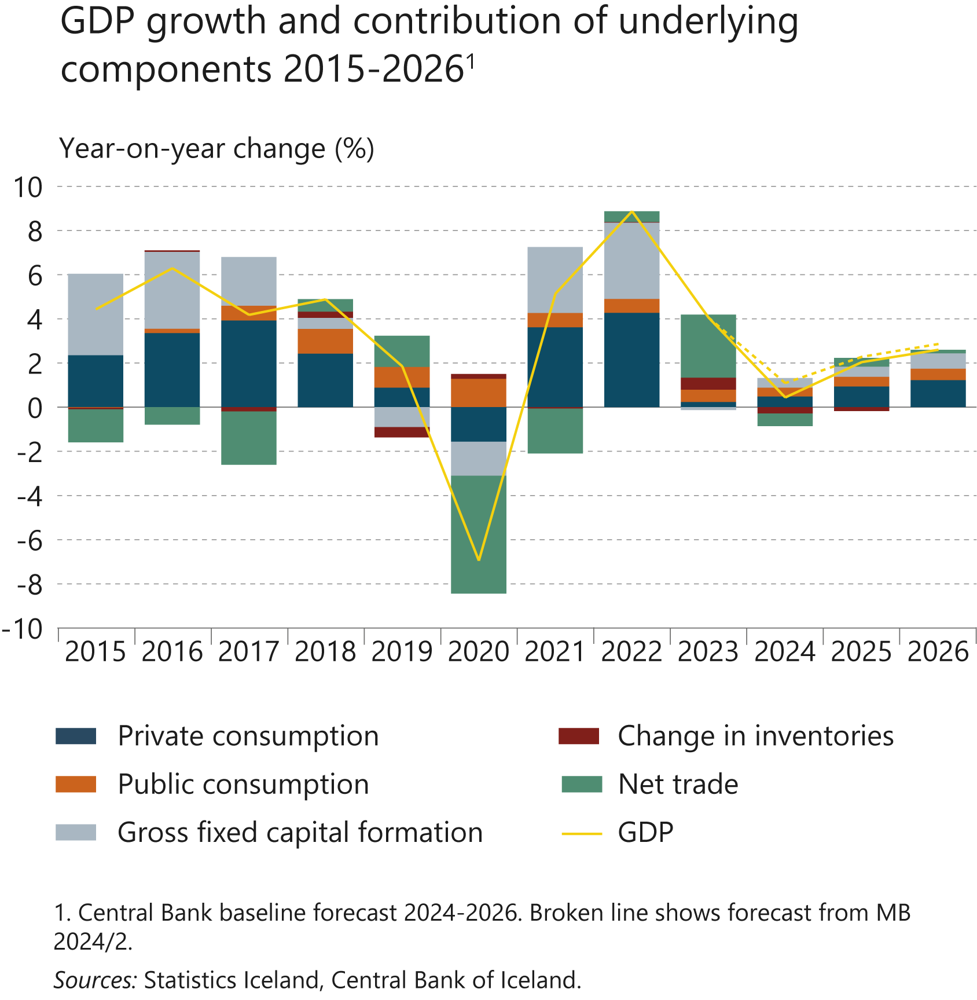 GDP growth and contribution of underlying
components 2015-2026¹
Year-on-year change (%)
10
8
6
4
2
0
-2
-4
-6
-8
-10
2015 2016 2017 2018 2019 2020 2021 2022 2023 2024 2025 2026
Private consumption
Public consumption
Gross fixed capital formation
Change in inventories
Net trade
GDP
1. Central Bank baseline forecast 2024-2026. Broken line shows forecast from MB
2024/2.
Sources: Statistics Iceland, Central Bank of Iceland.